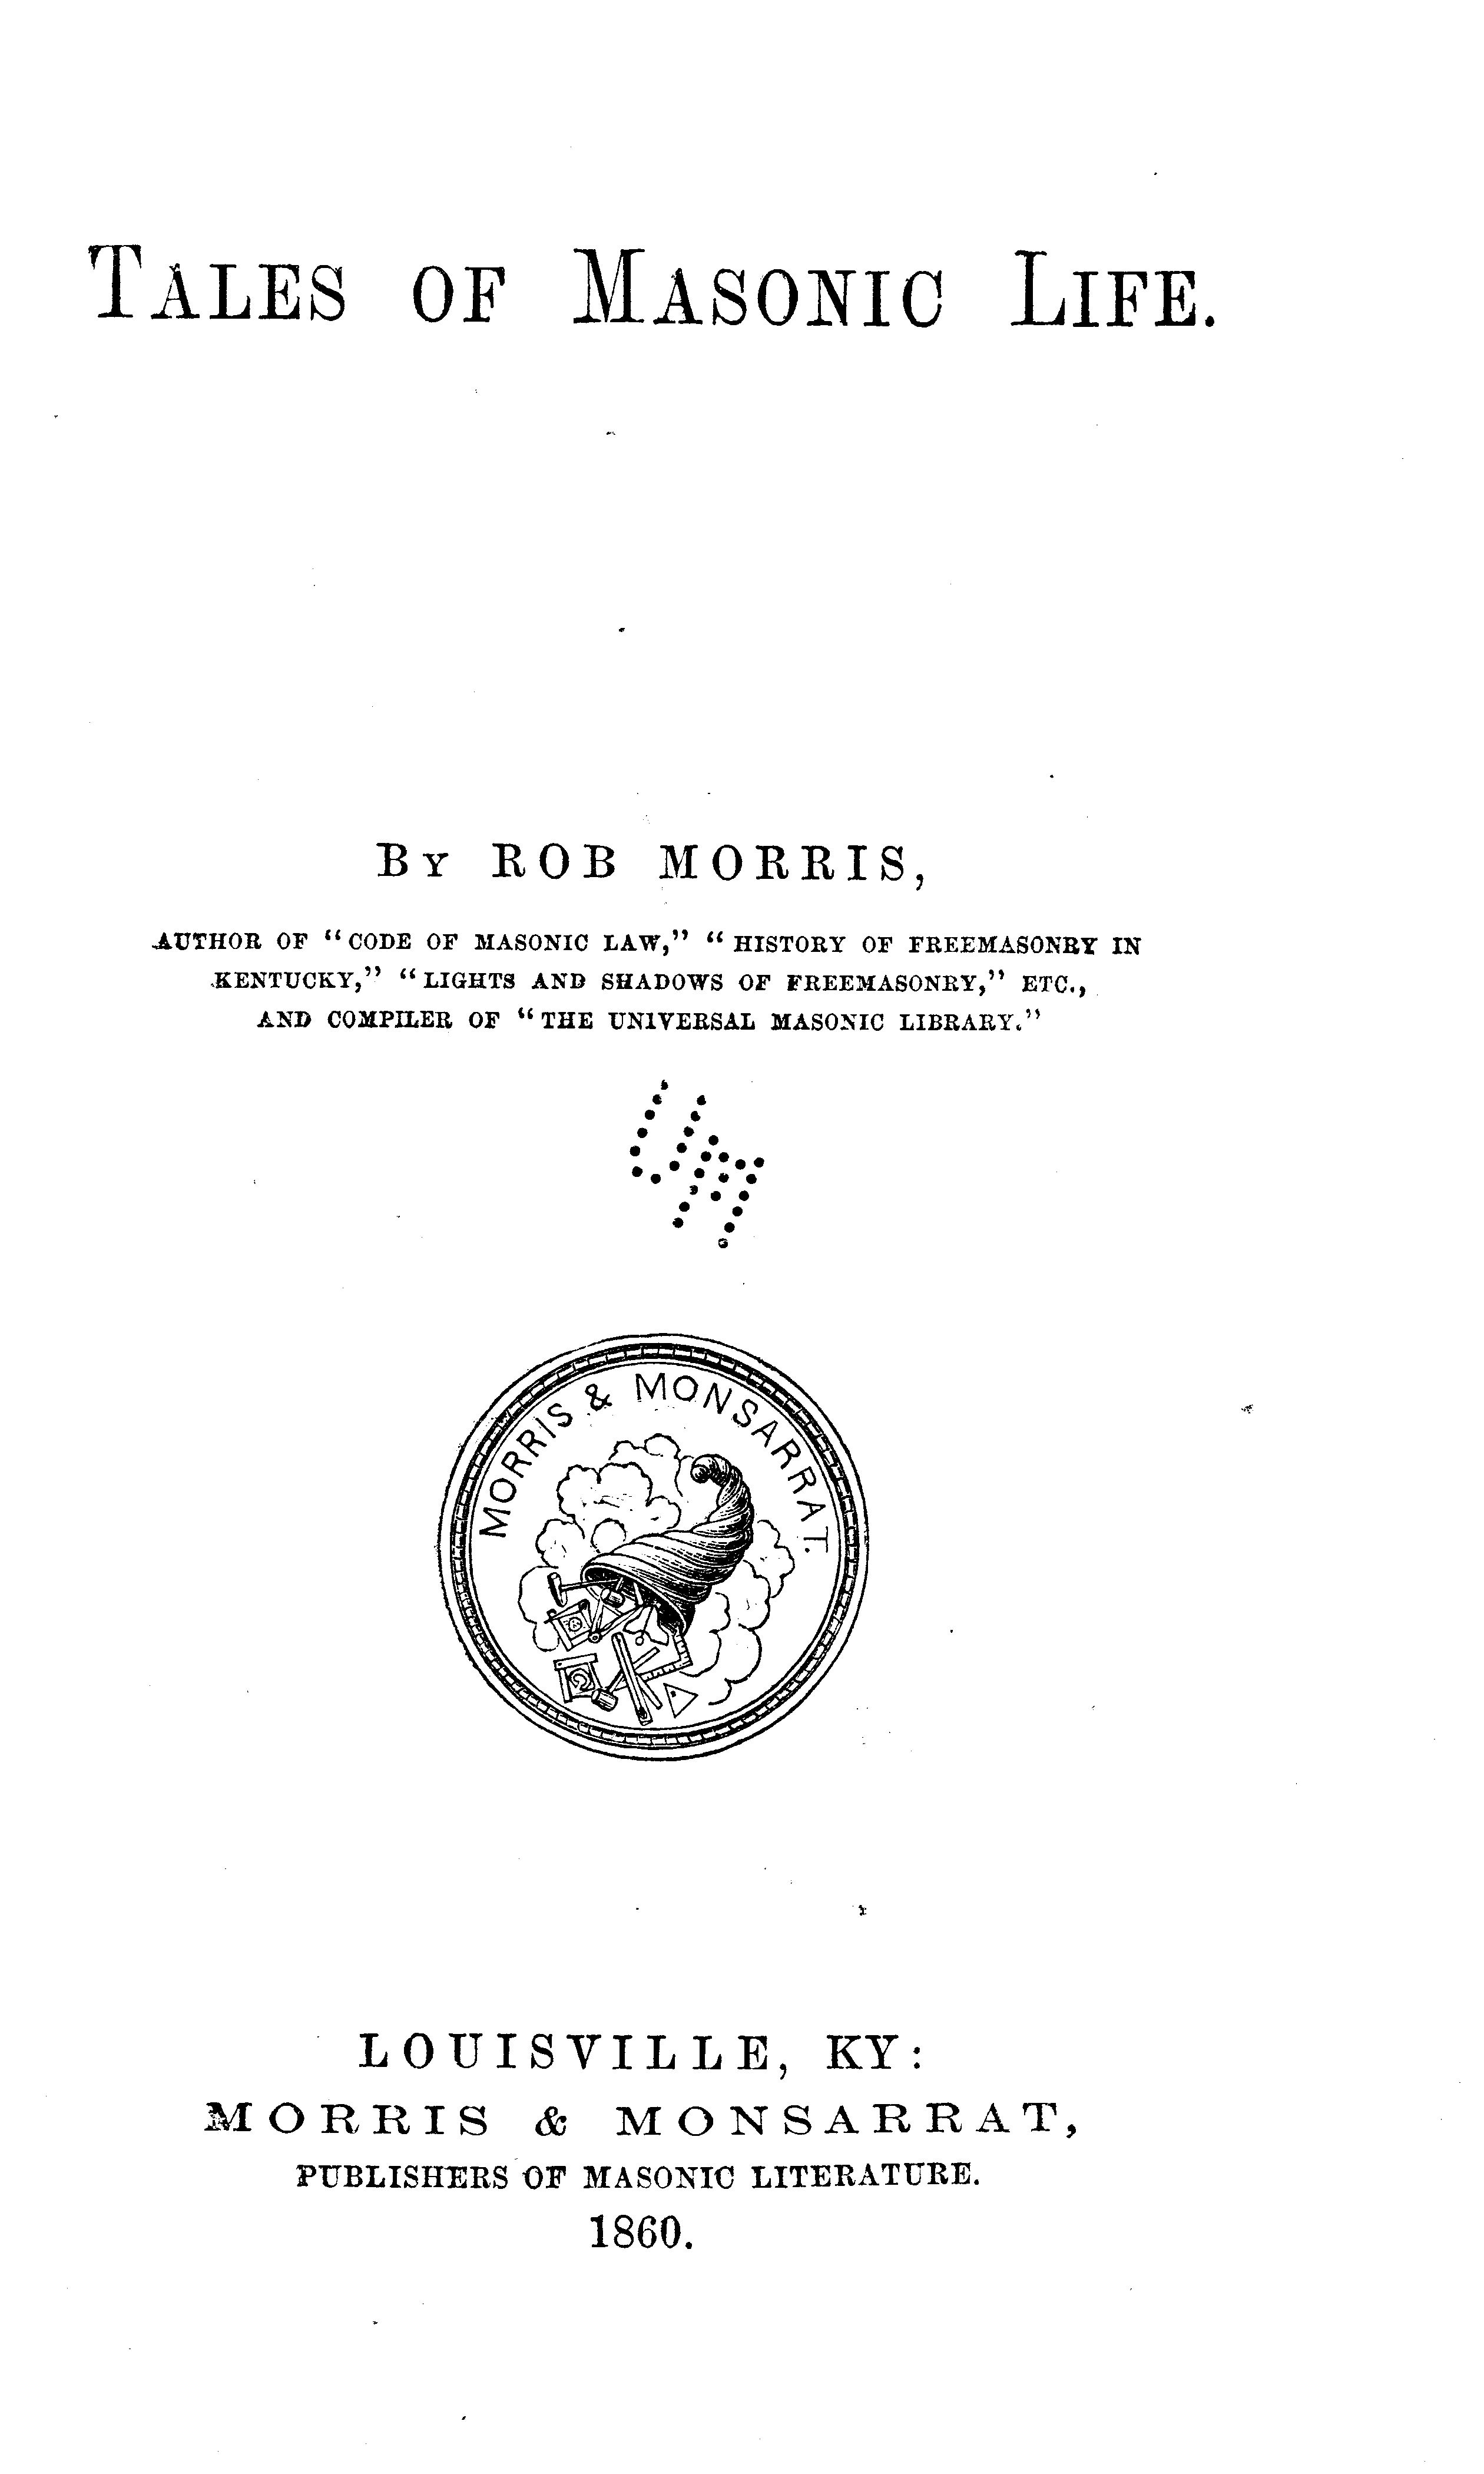 TALES OF MASONIC LIFE.
BY ROB MORRIS,
AUTHOR OF “CODE OF MASONIC LAW,” “HISTORY OF FREEMASONRY IN
KENTUCKY,” “LIGHTS AND SHADOWS OF FREEMASONRY,” ETC.,
AND COMPILER OF “THE UNIVERSAL MASONIC LIBRARY.”
MORRIS & MONSARRAT.
LOUISVILLE, KY:
MORRIS & MONSARRAT,
PUBLISHERS OF MASONIC LITERATURE.
1860.